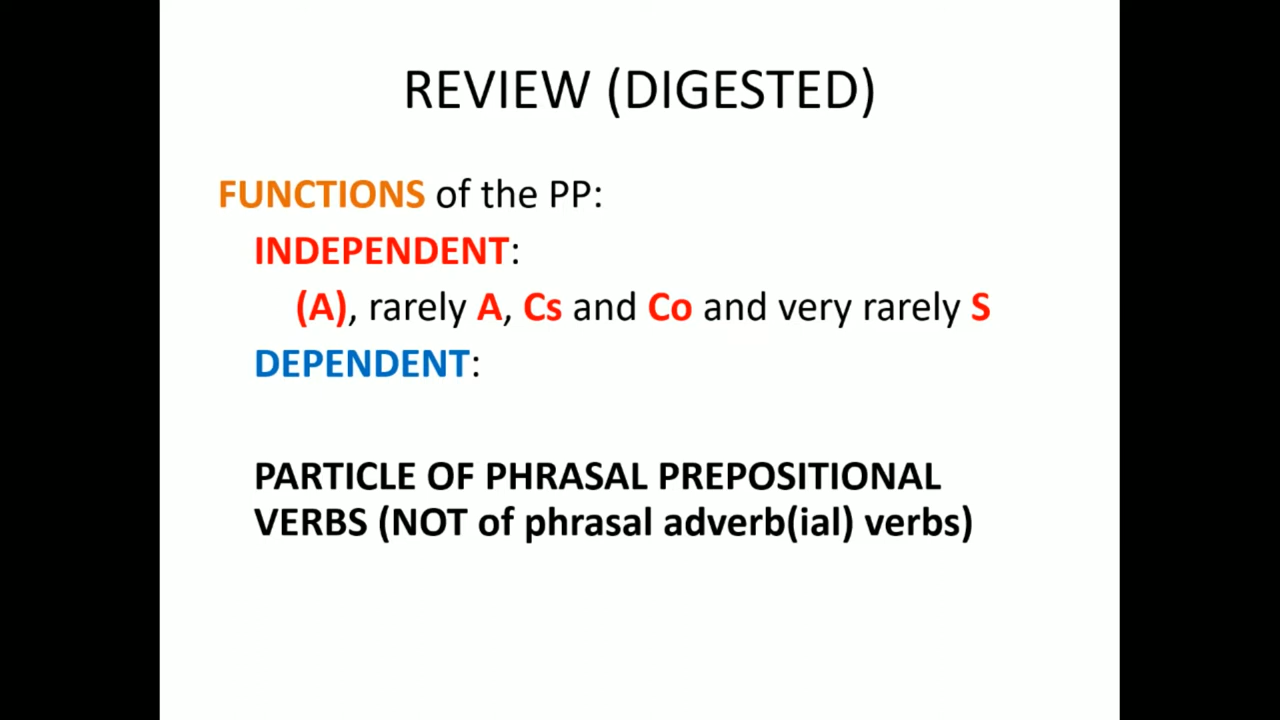 REVIEW (DIGESTED)
FUNCTIONS of the PP:
INDEPENDENT:
(A), rarely A, Cs and Co and very rarely S
DEPENDENT:
PARTICLE OF PHRASAL PREPOSITIONAL
VERBS (NOT of phrasal adverb(ial) verbs)